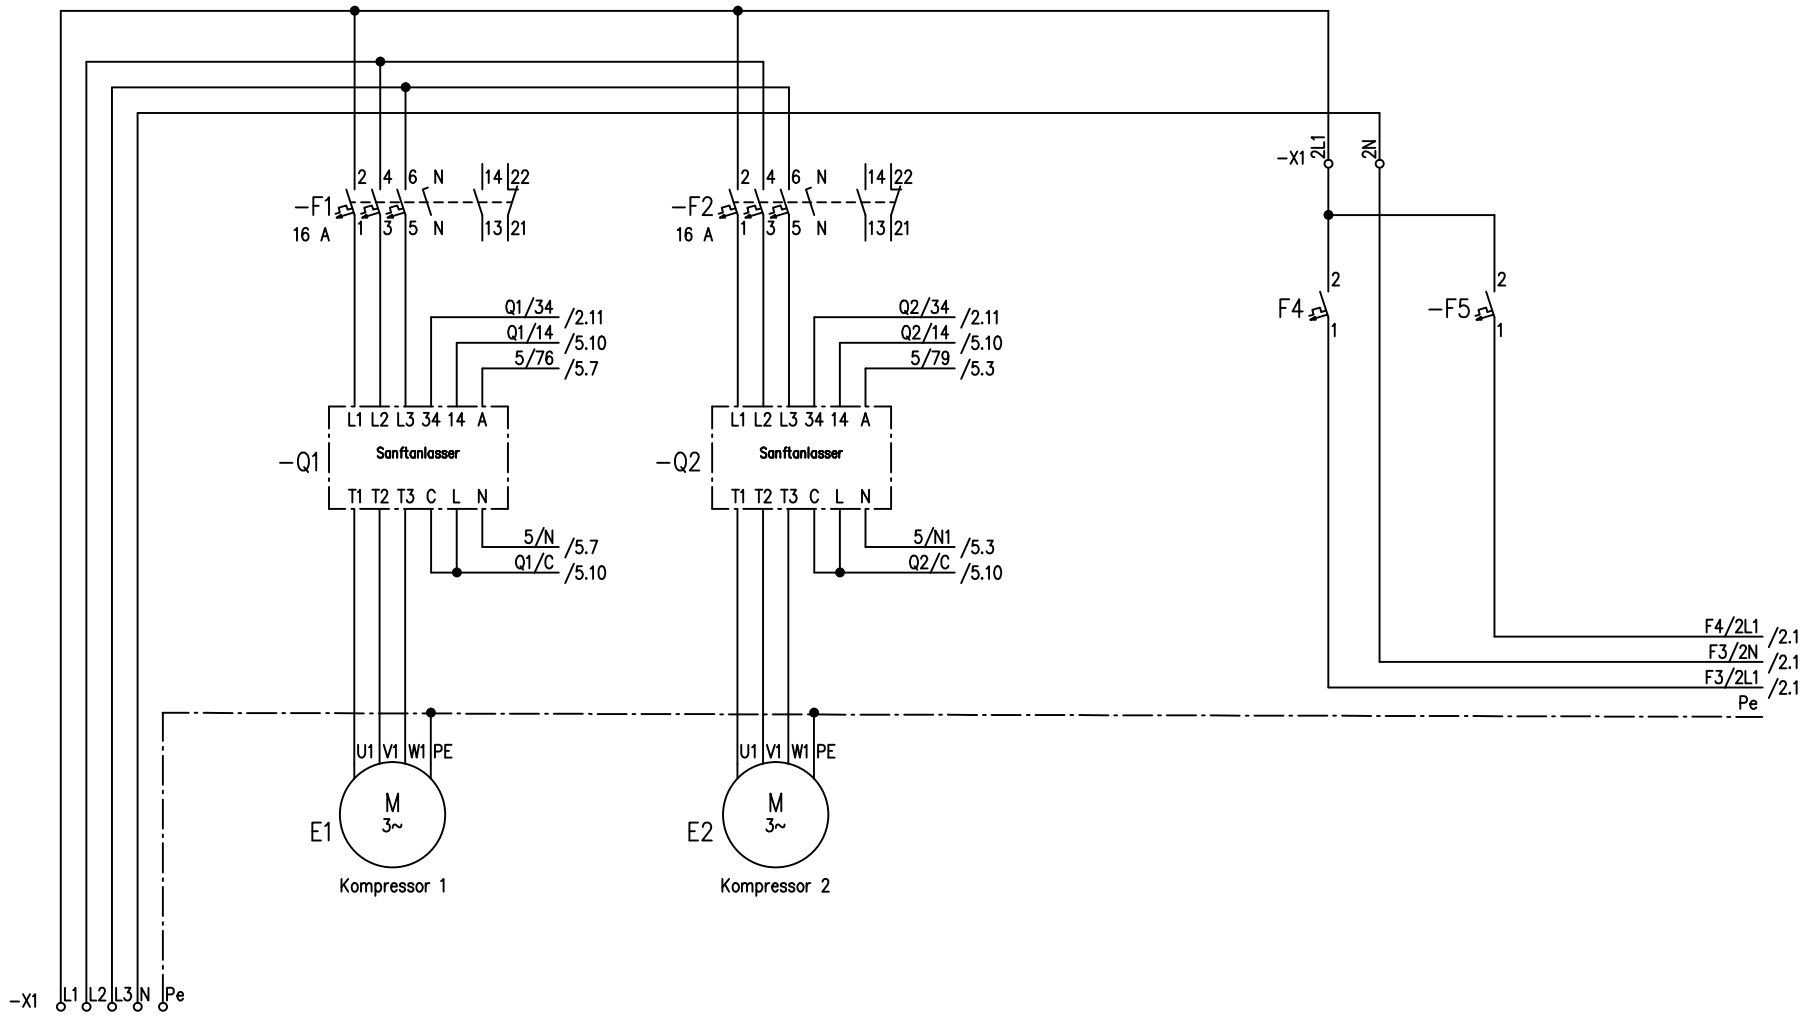 -X1 2L1 2N
2 4 6 N 14 22
2 4 6 N 14 22
-F1
-F2
16 A
16 A
1 3 5 N 13 21
1 3 5 N 13 21
2
2
F4
-F5
1
1
Q1/34 /2.11
Q2/34 /2.11
Q1/14 /5.10
Q2/14 /5.10
5/76 /5.7
5/79 /5.3
L1 L2 L3 34 14 A
L1 L2 L3 34 14 A
Sanftanlasser
Sanftanlasser
-Q1
-Q2
T1 T2 T3 C L N
T1 T2 T3 C L N
5/N /5.7
5/N1 /5.3
Q1/C /5.10
Q2/C /5.10
F4/2L1 /2.1
F3/2N /2.1
F3/2L1 /2.1
Pe
U1 V1 W1 PE
U1 V1 W1 PE
M
3~
M
3~
E1
E2
Kompressor 1
Kompressor 2
-X1 L1 L2 L3 N Pe